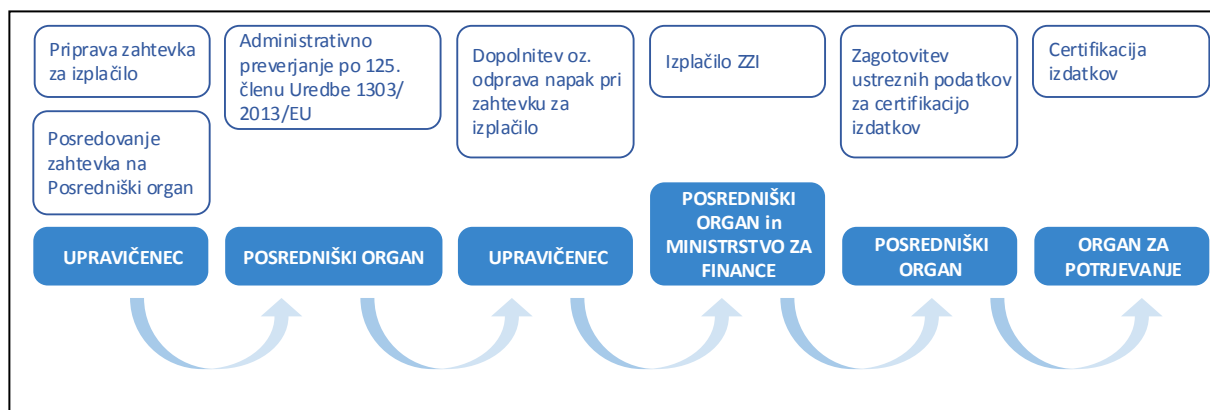 Priprava zahtevka
za izplačilo
Posredovanje
zahtevka na
Posredniški organ
UPRAVIČENEC
Administrativno
preverjanje po 125.
členu Uredbe 1303/
2013/EU
POSREDNIŠKI ORGAN
Dopolnitev oz.
odprava napak pri
zahtevku za
izplačilo
UPRAVIČENEC
Izplačilo ZZI
POSREDNIŠKI
ORGAN in
MINISTRSTVO ZA
FINANCE
Zagotovitev
ustreznih podatkov
za certifikacijo
izdatkov
POSREDNIŠKI
ORGAN
Certifikacija
izdatkov
ORGAN ZA
POTRJEVANJE